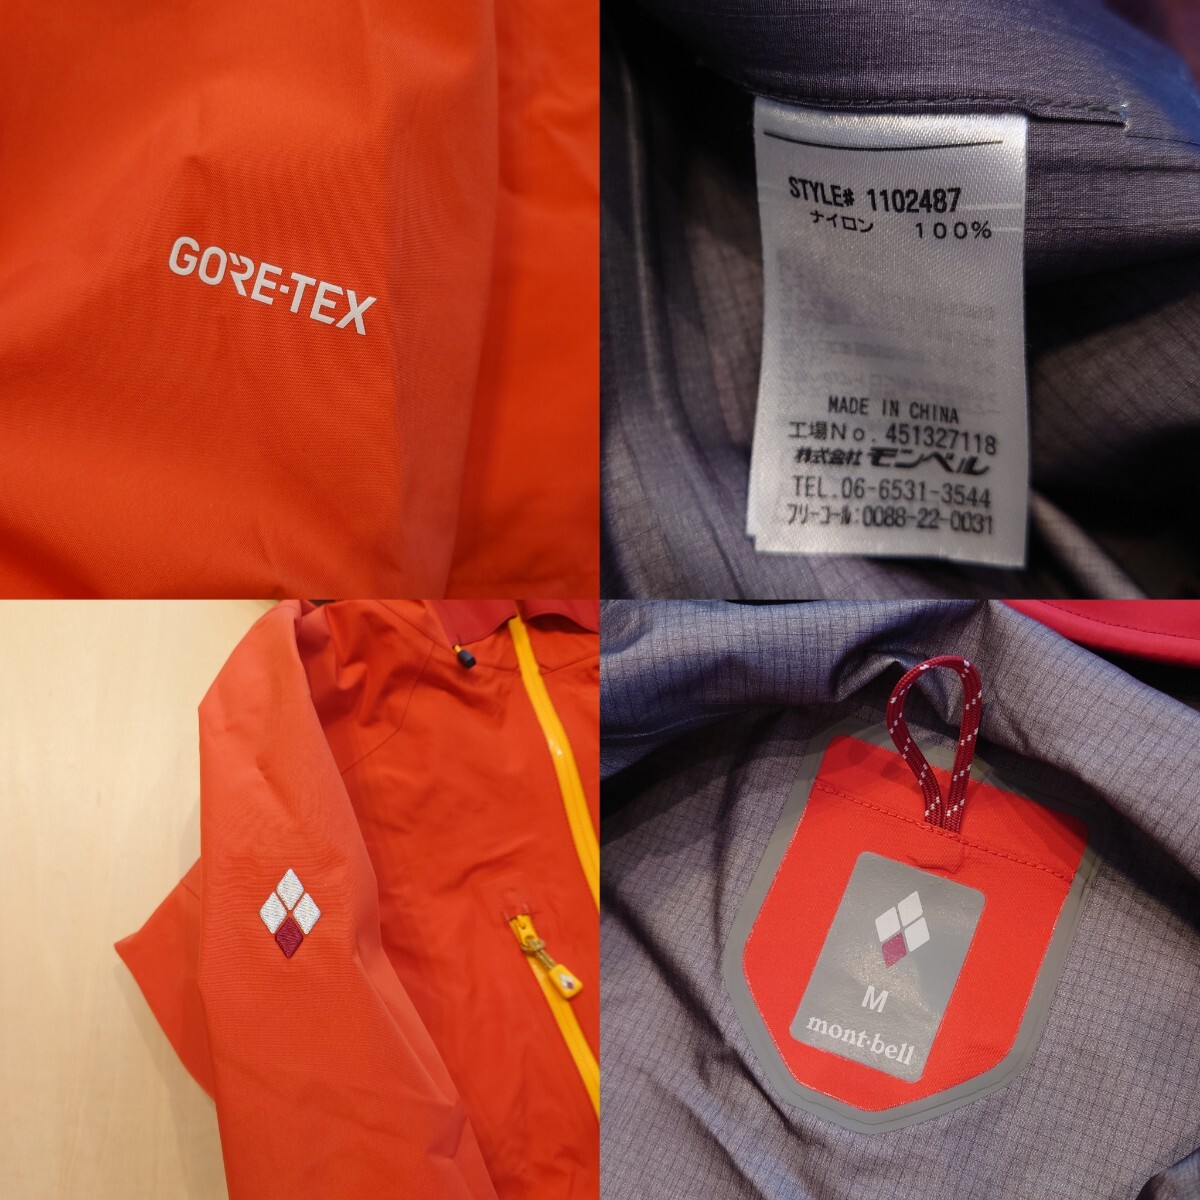 GORE-TEX
STYLE# 1102487
ナイロン 100%
MADE IN CHINA
工場No.451327118
株式会社 モンベル
TEL.06-6531-3544
フリーコール:0088-22-0031
M
mont-bell